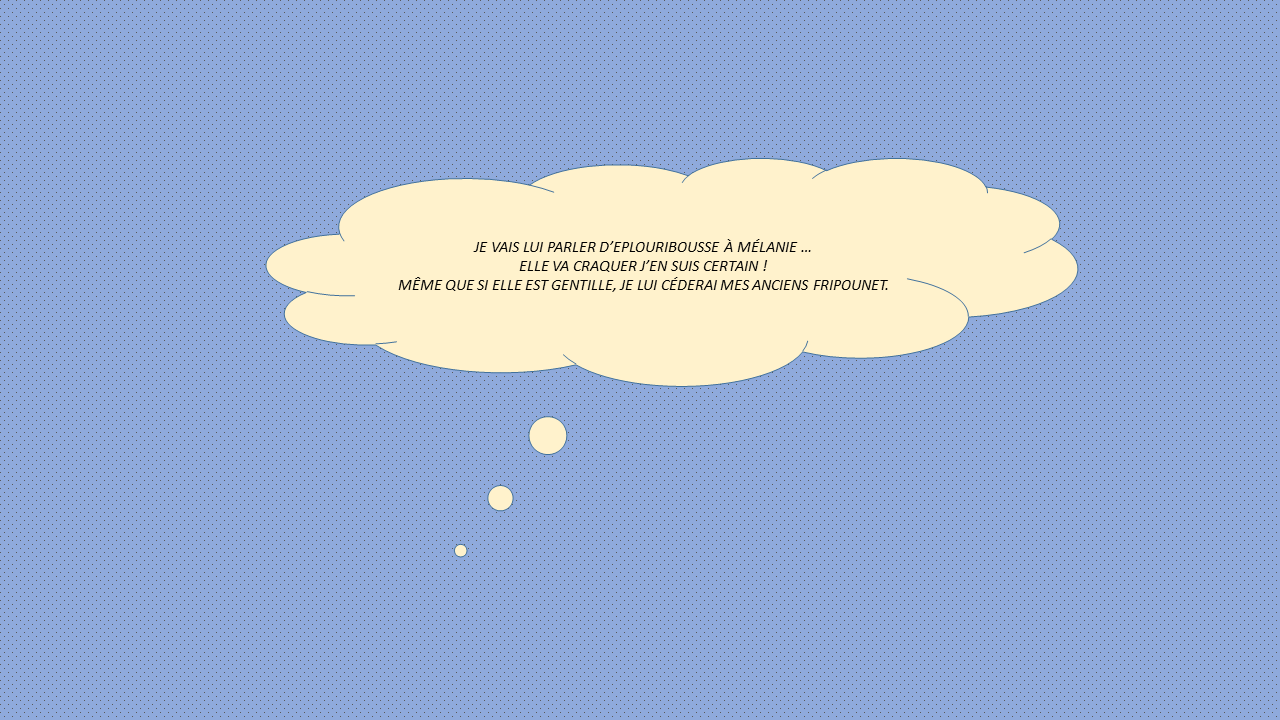 JE VAIS LUI PARLER D’EPLOURIBOUSSE À MÉLANIE …
ELLE VA CRAQUER J’EN SUIS CERTAIN !
MÊME QUE SI ELLE EST GENTILLE, JE LUI CÉDERAI MES ANCIENS FRIPOUNET.